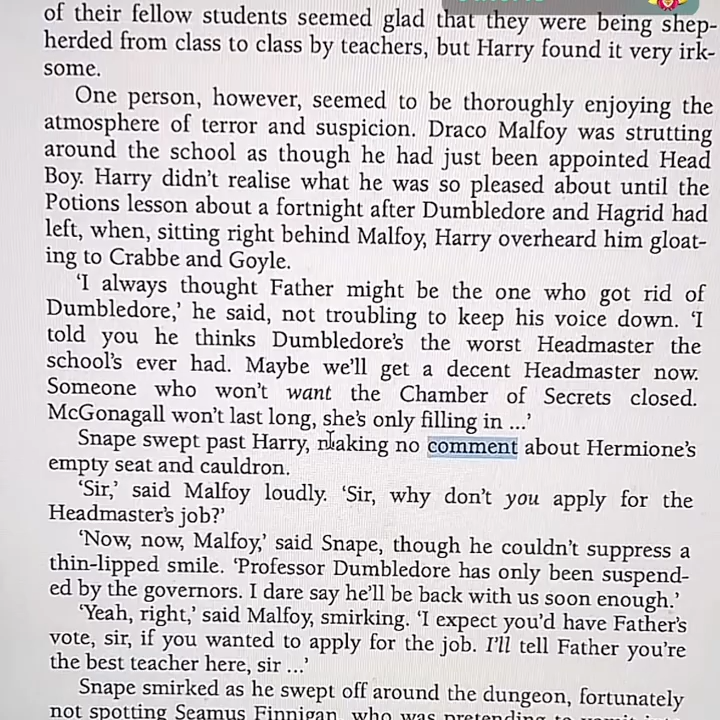 of their fellow students seemed glad that they were being shep-
herded from class to class by teachers, but Harry found it very irk-
some.
One person, however, seemed to be thoroughly enjoying the
atmosphere of terror and suspicion. Draco Malfoy was strutting
around the school as though he had just been appointed Head
Boy. Harry didn't realise what he was so pleased about until the
Potions lesson about a fortnight after Dumbledore and Hagrid had
left, when, sitting right behind Malfoy, Harry overheard him gloat-
ing to Crabbe and Goyle.
'I always thought Father might be the one who got rid of
Dumbledore,' he said, not troubling to keep his voice down. 'I
told you he thinks Dumbledore's the worst Headmaster the
school's ever had. Maybe we'll get a decent Headmaster now.
Someone who won't want the Chamber of Secrets closed.
McGonagall won't last long, she's only filling in ...'
Snape swept past Harry, making no comment about Hermione's
empty seat and cauldron.
'Sir,' said Malfoy loudly. 'Sir, why don't you apply for the
Headmaster's job?'
'Now, now, Malfoy,' said Snape, though he couldn't suppress a
thin-lipped smile. 'Professor Dumbledore has only been suspend-
ed by the governors. I dare say he'll be back with us soon enough.'
'Yeah, right,' said Malfoy, smirking. 'I expect you'd have Father's
vote, sir, if you wanted to apply for the job. I'll tell Father you're
the best teacher here, sir ...'
Snape smirked as he swept off around the dungeon, fortunately
not spotting Seamus Finnigan, who was pretending to vomit into